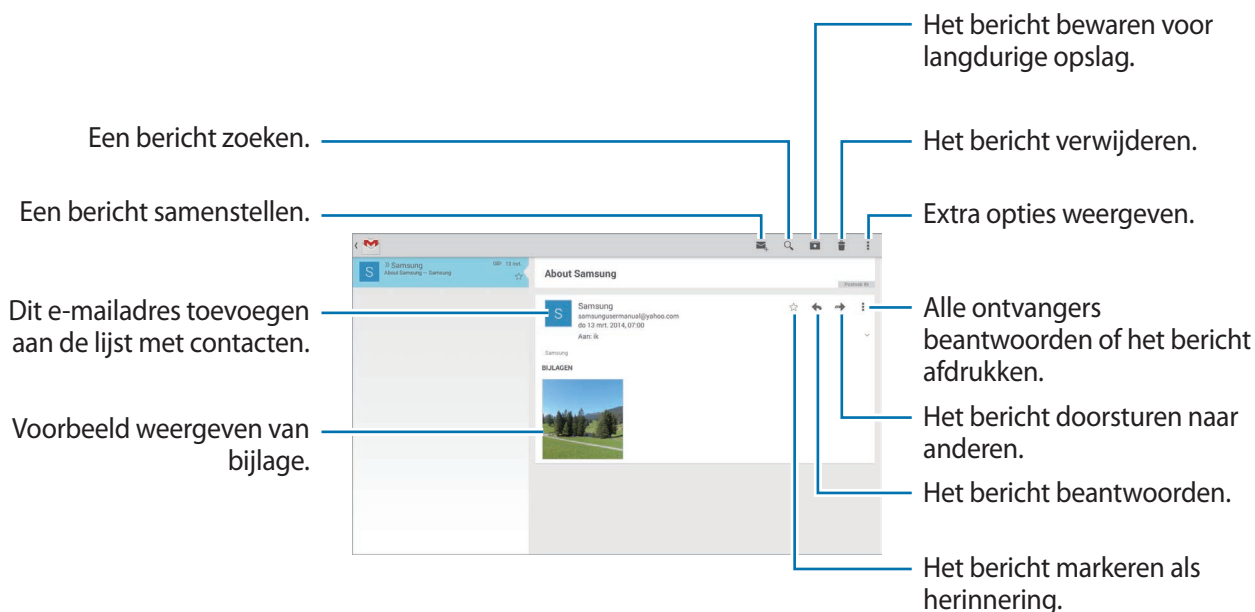 Het bericht bewaren voor
langdurige opslag.
Een bericht zoeken.
Het bericht verwijderen.
Een bericht samenstellen.
Extra opties weergeven.
Samsung
13 mrt.
About Samsung – Samsung
S
About Samsung
Postvak IN
Dit e-mailadres toevoegen
aan de lijst met contacten.
S
Samsung
samsungusermanual@yahoo.com
do 13 mrt. 2014, 07:00
Aan: ik
Samsung
BIJLAGEN
Alle ontvangers
beantwoorden of het bericht
afdrukken.
Voorbeeld weergeven van
bijlage.
Het bericht doorsturen naar
anderen.
Het bericht beantwoorden.
Het bericht markeren als
herinnering.